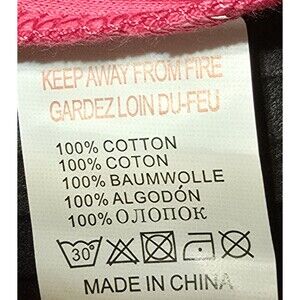 KEEP AWAY FROM FIRE
GARDEZ LOIN DU-FEU
100% COTTON
100% COTON
100% BAUMWOLLE
100% ALGODÓN
100% ОЛОПОК
30°
MADE IN CHINA